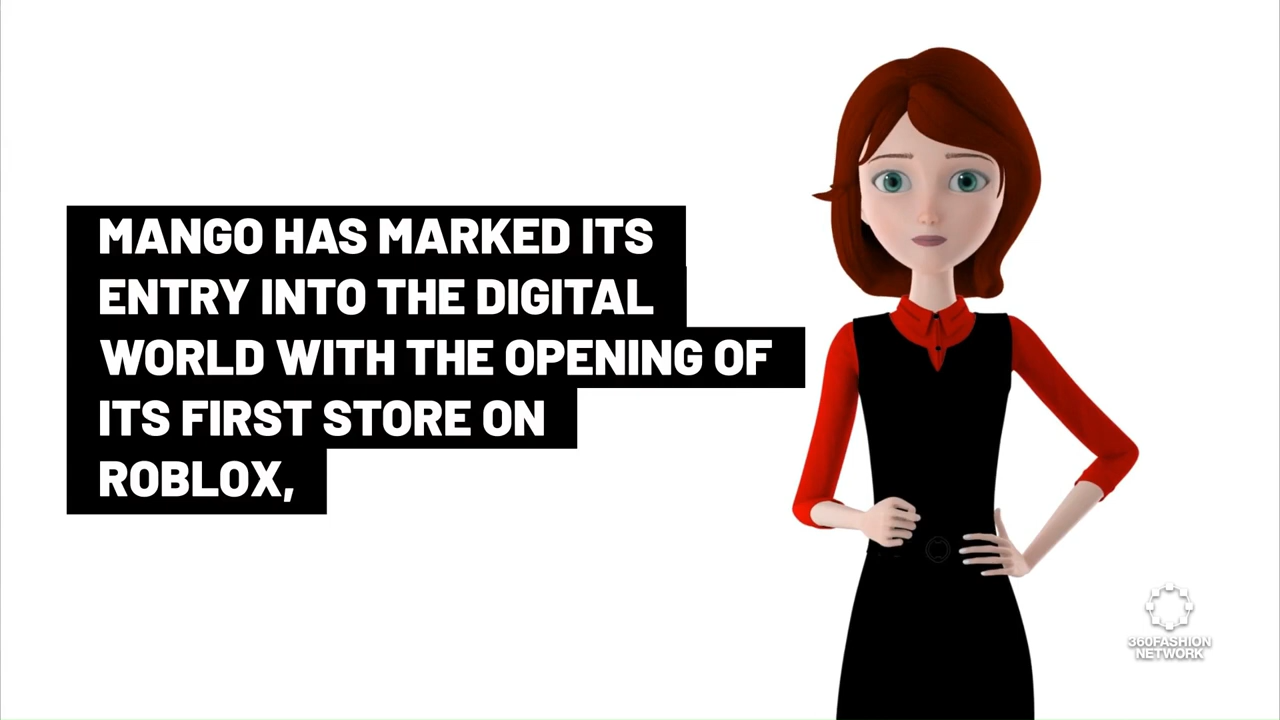 MANGO HAS MARKED ITS
ENTRY INTO THE DIGITAL
WORLD WITH THE OPENING OF
ITS FIRST STORE ON
ROBLOX,
360FASHION
NETWORK